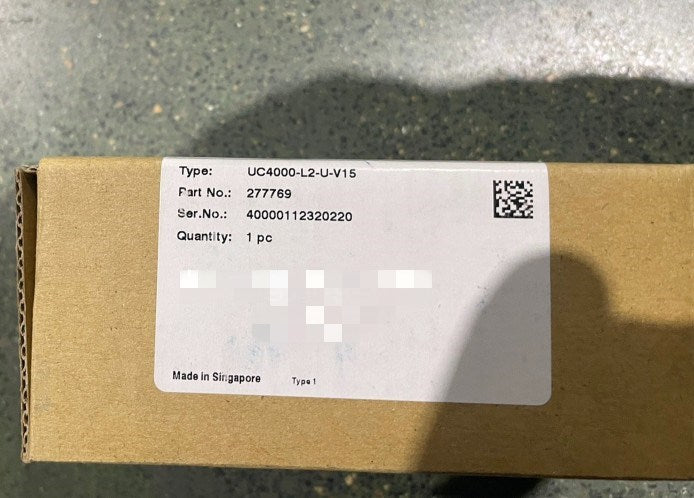 Type: UC4000-L2-U-V15
Part No.: 277769
Ser.No.: 40000112320220
Quantity: 1 pc
Made in Singapore Type 1